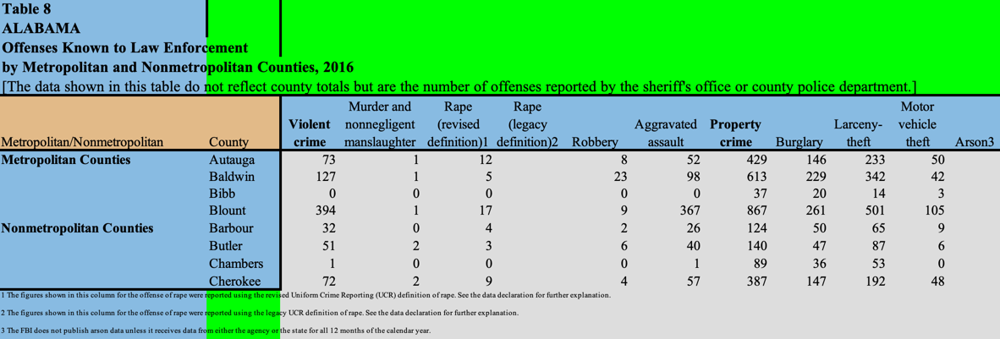 Table 8
ALABAMA
Offenses Known to Law Enforcement
by Metropolitan and Nonmetropolitan Counties, 2016
[The data shown in this table do not reflect county totals but are the number of offenses reported by the sheriff's office or county police department.]
Metropolitan/Nonmetropolitan County Violent crime Murder and nonnegligent manslaughter Rape (revised definition)1 Rape (legacy definition)2 Robbery Aggravated assault Property crime Burglary Larceny-theft Motor vehicle theft Arson3
Metropolitan Counties Autauga 73 1 12 8 52 429 146 233 50
Baldwin 127 1 5 23 98 613 229 342 42
Bibb 0 0 0 0 0 37 20 14 3
Blount 394 1 17 9 367 867 261 501 105
Nonmetropolitan Counties Barbour 32 0 4 2 26 124 50 65 9
Butler 51 2 3 6 40 140 47 87 6
Chambers 1 0 0 0 1 89 36 53 0
Cherokee 72 2 9 4 57 387 147 192 48
1 The figures shown in this column for the offense of rape were reported using the revised Uniform Crime Reporting (UCR) definition of rape. See the data declaration for further explanation.
2 The figures shown in this column for the offense of rape were reported using the legacy UCR definition of rape. See the data declaration for further explanation.
3 The FBI does not publish arson data unless it receives data from either the agency or the state for all 12 months of the calendar year.